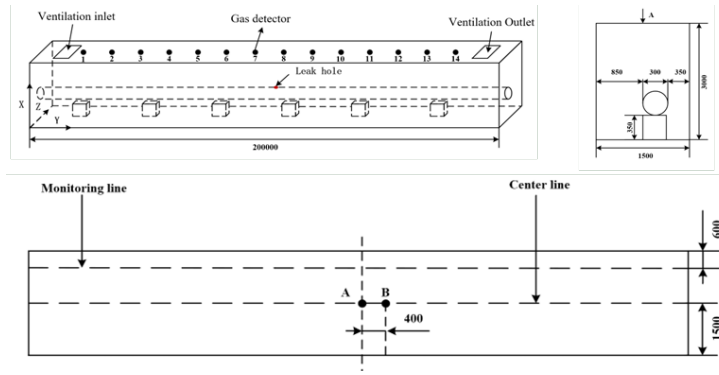 Ventilation inlet
Gas detector
Ventilation Outlet
1 2 3 4 5 6 7 8 9 10 11 12 13 14
Leak hole
X
Z
Y
200000
A
850 300 350
3000
350
1500
Monitoring line
Center line
600
A B
400
1500